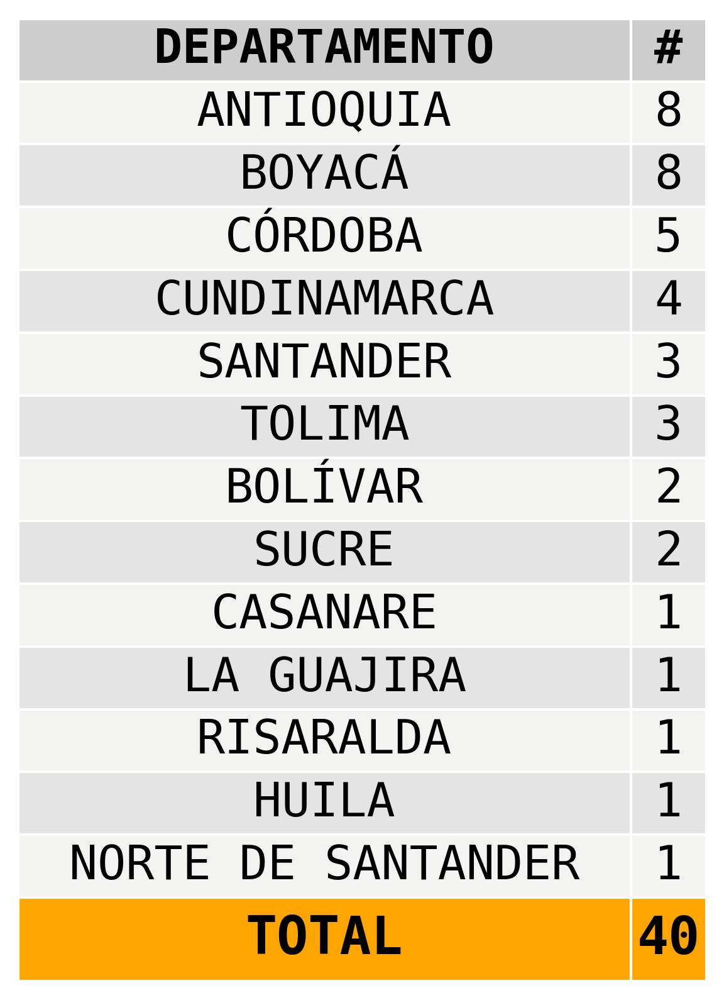 DEPARTAMENTO #
ANTIOQUIA 8
BOYACÁ 8
CÓRDOBA 5
CUNDINAMARCA 4
SANTANDER 3
TOLIMA 3
BOLÍVAR 2
SUCRE 2
CASANARE 1
LA GUAJIRA 1
RISARALDA 1
HUILA 1
NORTE DE SANTANDER 1
TOTAL 40